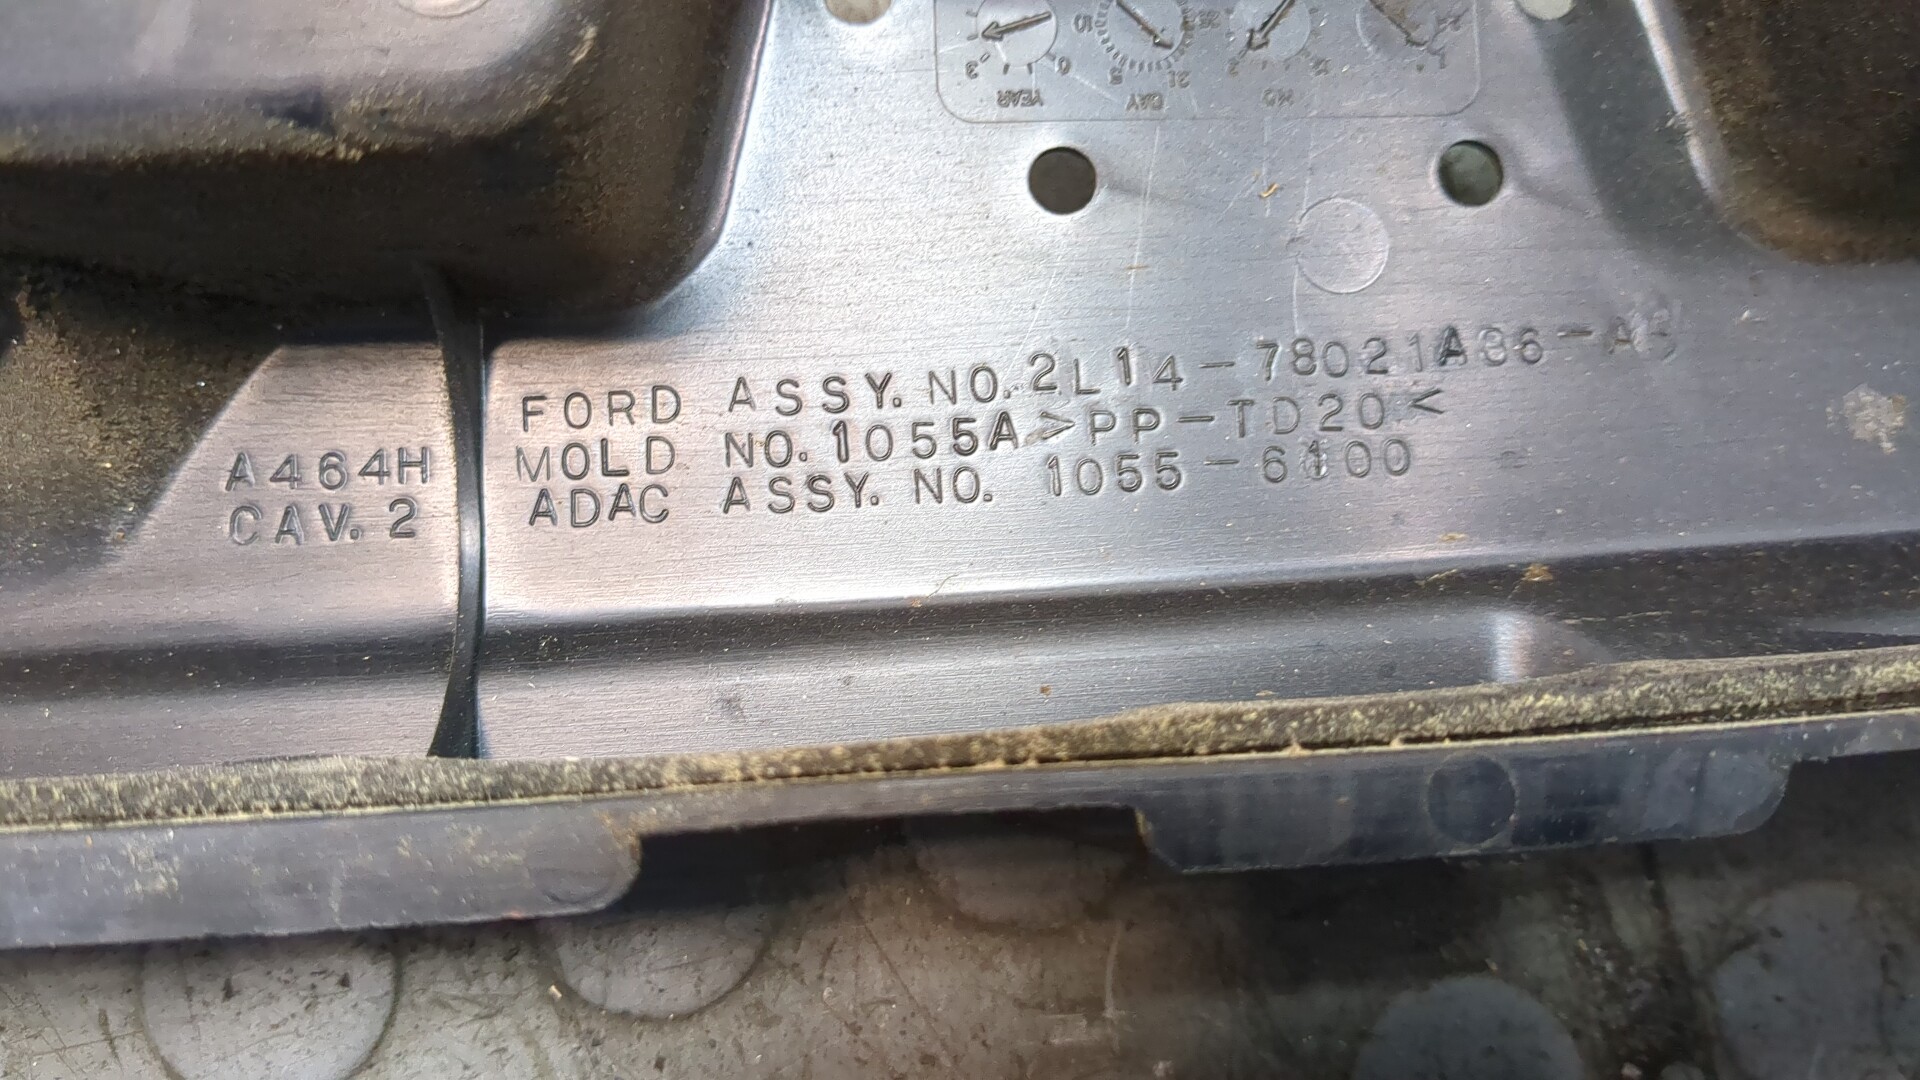 YEAR DAY MO
FORD ASSY. NO. 2L14-78021A36-
MOLD NO. 1055A >PP-TD20<
ADAC ASSY. NO. 1055-6100
A464H
CAV. 2